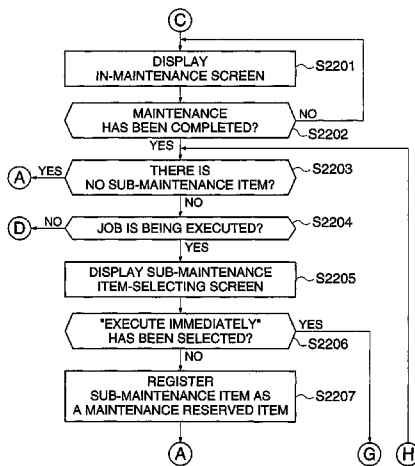 C
DISPLAY
IN-MAINTENANCE SCREEN
S2201
MAINTENANCE
HAS BEEN COMPLETED?
NO
S2202
YES
THERE IS
NO SUB-MAINTENANCE ITEM?
S2203
YES
A
NO
JOB IS BEING EXECUTED?
S2204
NO
D
YES
DISPLAY SUB-MAINTENANCE
ITEM-SELECTING SCREEN
S2205
"EXECUTE IMMEDIATELY"
HAS BEEN SELECTED?
YES
S2206
NO
REGISTER
SUB-MAINTENANCE ITEM AS
A MAINTENANCE RESERVED ITEM
S2207
A
G
H